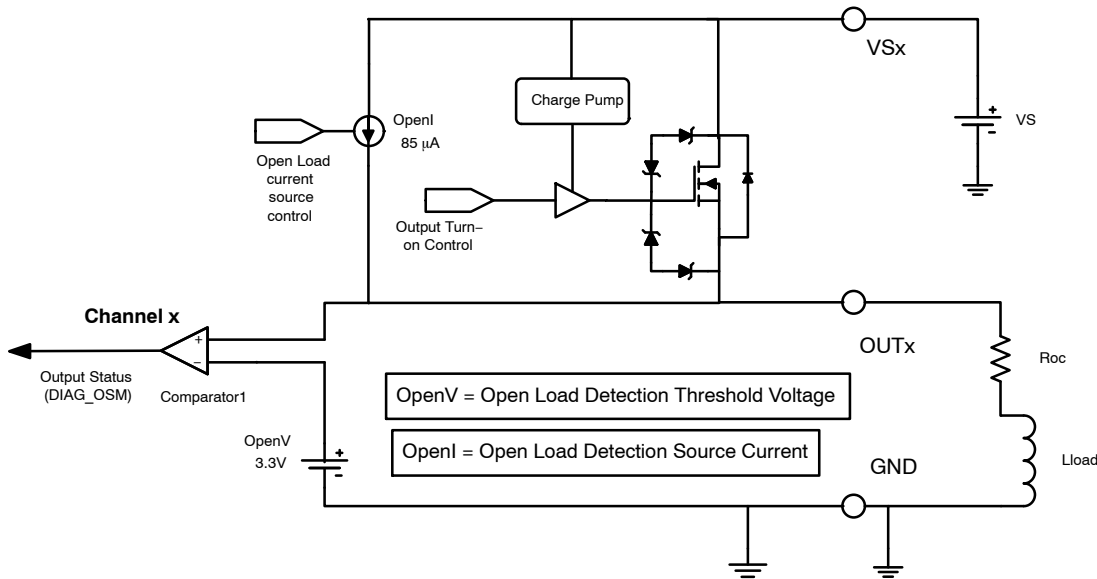 VSx
Charge Pump
+
−
VS
OpenI
85 μA
Open Load
current
source
control
Output Turn−
on Control
Channel x
+
−
Output Status
(DIAG_OSM)
Comparator1
OUTx
Roc
OpenV = Open Load Detection Threshold Voltage
OpenI = Open Load Detection Source Current
OpenV
3.3V
+
−
GND
Lload